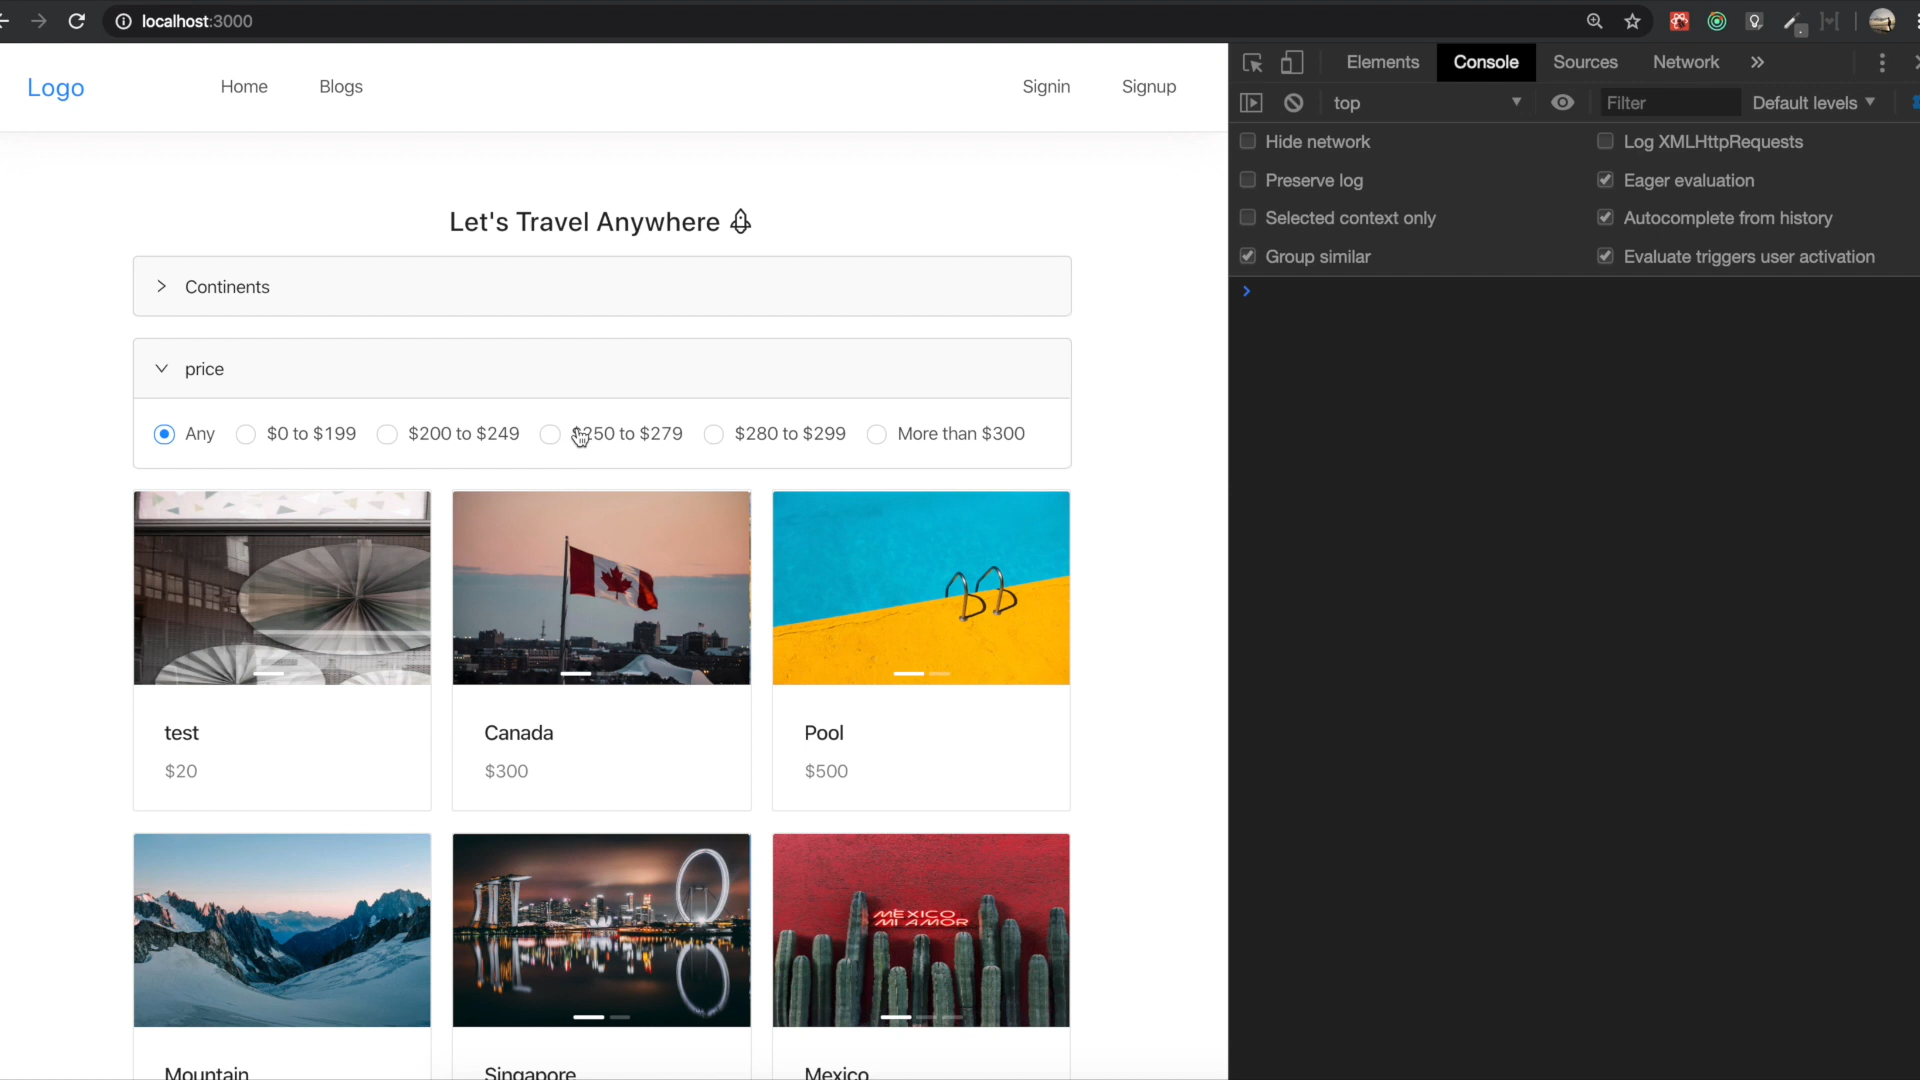 localhost:3000
Logo Home Blogs Signin Signup
Let's Travel Anywhere
Continents
price
Any $0 to $199 $200 to $249 $250 to $279 $280 to $299 More than $300
test Canada Pool
$20 $300 $500
MEXICO
MI AMOR
Mountain Singapore Mexico
Elements Console Sources Network
top Filter Default levels
Hide network Log XMLHttpRequests
Preserve log Eager evaluation
Selected context only Autocomplete from history
Group similar Evaluate triggers user activation